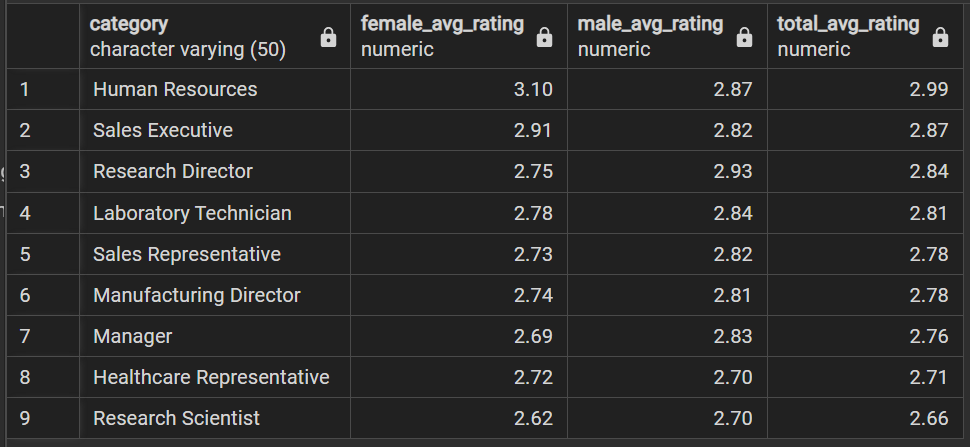 category female_avg_rating male_avg_rating total_avg_rating
character varying (50) numeric numeric numeric
1 Human Resources 3.10 2.87 2.99
2 Sales Executive 2.91 2.82 2.87
3 Research Director 2.75 2.93 2.84
4 Laboratory Technician 2.78 2.84 2.81
5 Sales Representative 2.73 2.82 2.78
6 Manufacturing Director 2.74 2.81 2.78
7 Manager 2.69 2.83 2.76
8 Healthcare Representative 2.72 2.70 2.71
9 Research Scientist 2.62 2.70 2.66